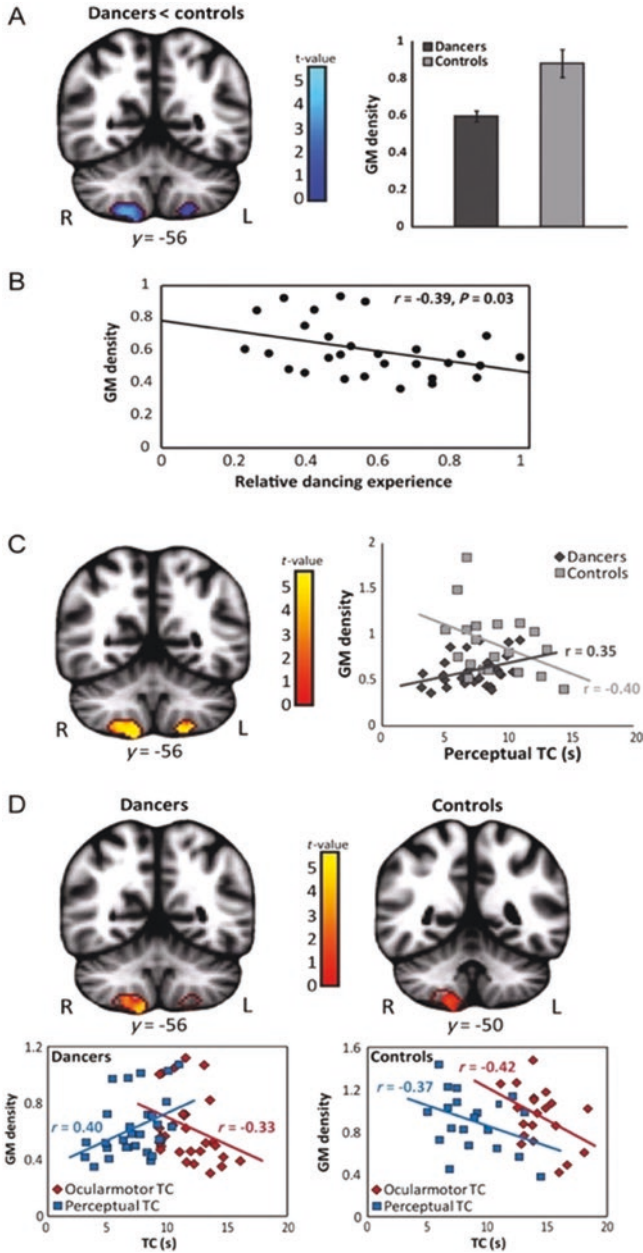 A
Dancers < controls
t-value
5
4
3
2
1
0
R
L
y = -56
GM density
1
0.8
0.6
0.4
0.2
0
Dancers
Controls
B
GM density
1
0.8
0.6
0.4
0.2
0
r = -0.39, P = 0.03
0
0.2
0.4
0.6
0.8
1
Relative dancing experience
C
t-value
5
4
3
2
1
0
R
L
y = -56
GM density
2
1.5
1
0.5
0
Dancers
Controls
r = 0.35
r = -0.40
0
5
10
15
20
Perceptual TC (s)
D
Dancers
Controls
t-value
5
4
3
2
1
0
R
L
y = -56
R
L
y = -50
GM density
1.2
0.8
0.4
0
Dancers
r = 0.40
r = -0.33
Ocularmotor TC
Perceptual TC
0
5
10
15
20
TC (s)
GM density
1.6
1.2
0.8
0.4
0
Controls
r = -0.37
r = -0.42
Ocularmotor TC
Perceptual TC
0
5
10
15
20
TC (s)